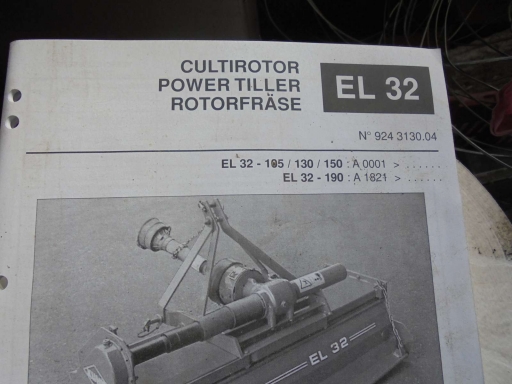 CULTIROTOR
POWER TILLER
ROTORFRÄSE
EL 32
N° 924 3130.04
EL 32 - 105 / 130 / 150 : A 0001 > ......
EL 32 - 190 : A 1821 > ......
EL 32